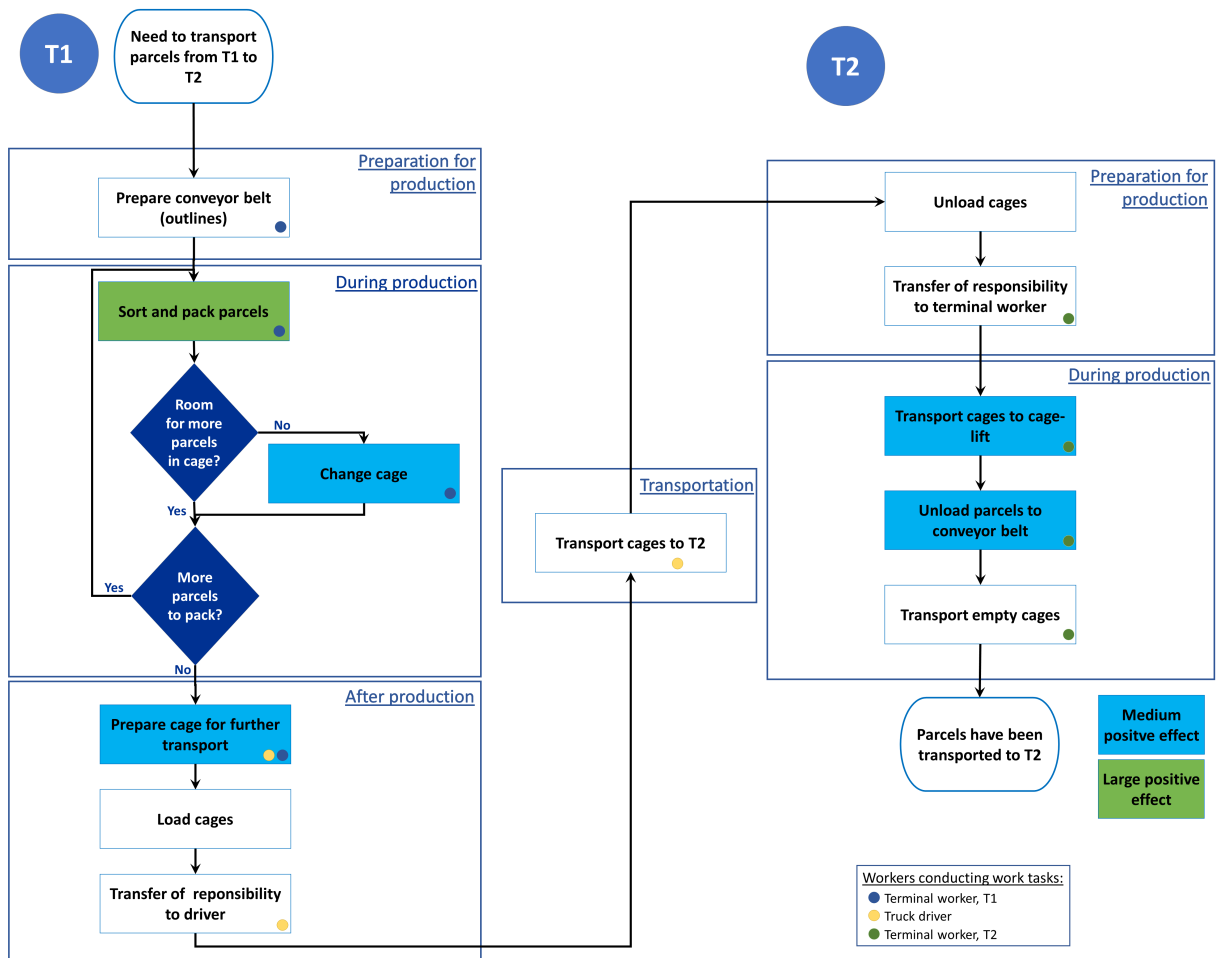 T1
Need to transport
parcels from T1 to
T2
Preparation for
production
Prepare conveyor belt
(outlines)
During production
Sort and pack parcels
Room
for more
parcels
in cage?
No
Change cage
Yes
More
parcels
to pack?
Yes
No
After production
Prepare cage for further
transport
Load cages
Transfer of  reponsibility
to driver
Transportation
Transport cages to T2
T2
Preparation for
production
Unload cages
Transfer of responsibility
to terminal worker
During production
Transport cages to cage-
lift
Unload parcels to
conveyor belt
Transport empty cages
Parcels have been
transported to T2
Medium
positve effect
Large positive
effect
Workers conducting work tasks:
Terminal worker, T1
Truck driver
Terminal worker, T2